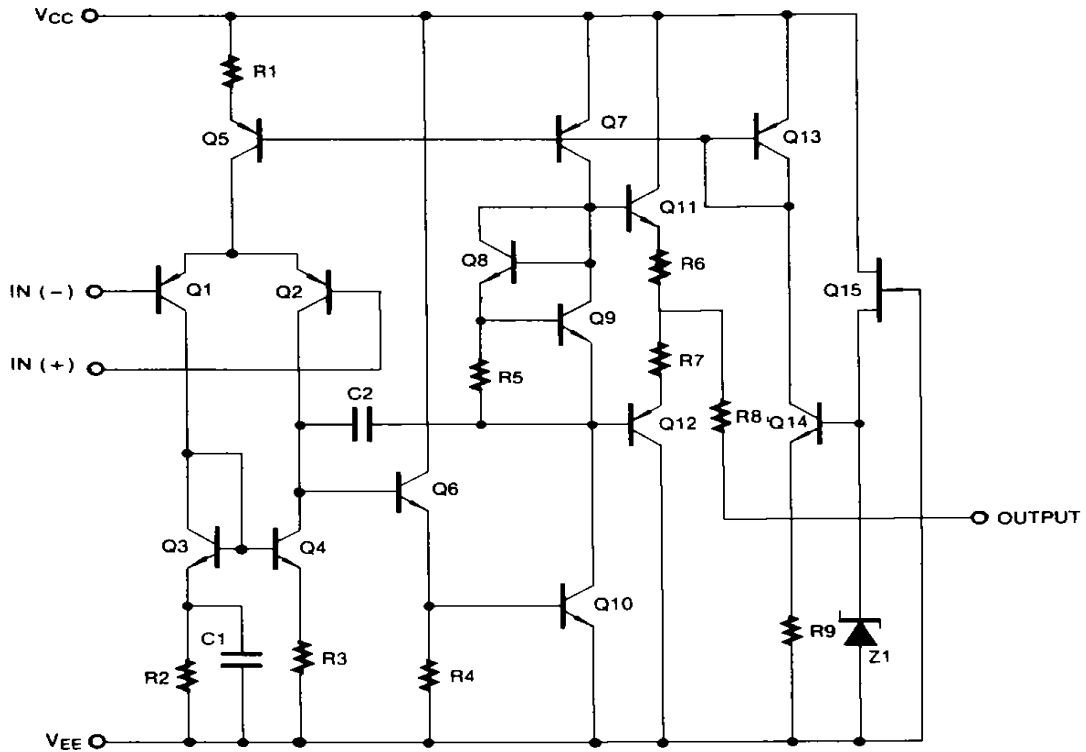 VCC
R1
Q5
Q7
Q13
Q11
Q8
R6
Q15
IN (-)
Q1
Q2
Q9
IN (+)
R7
R5
C2
Q12
R8
Q14
Q6
OUTPUT
Q3
Q4
Q10
C1
R9
R2
R3
R4
Z1
VEE